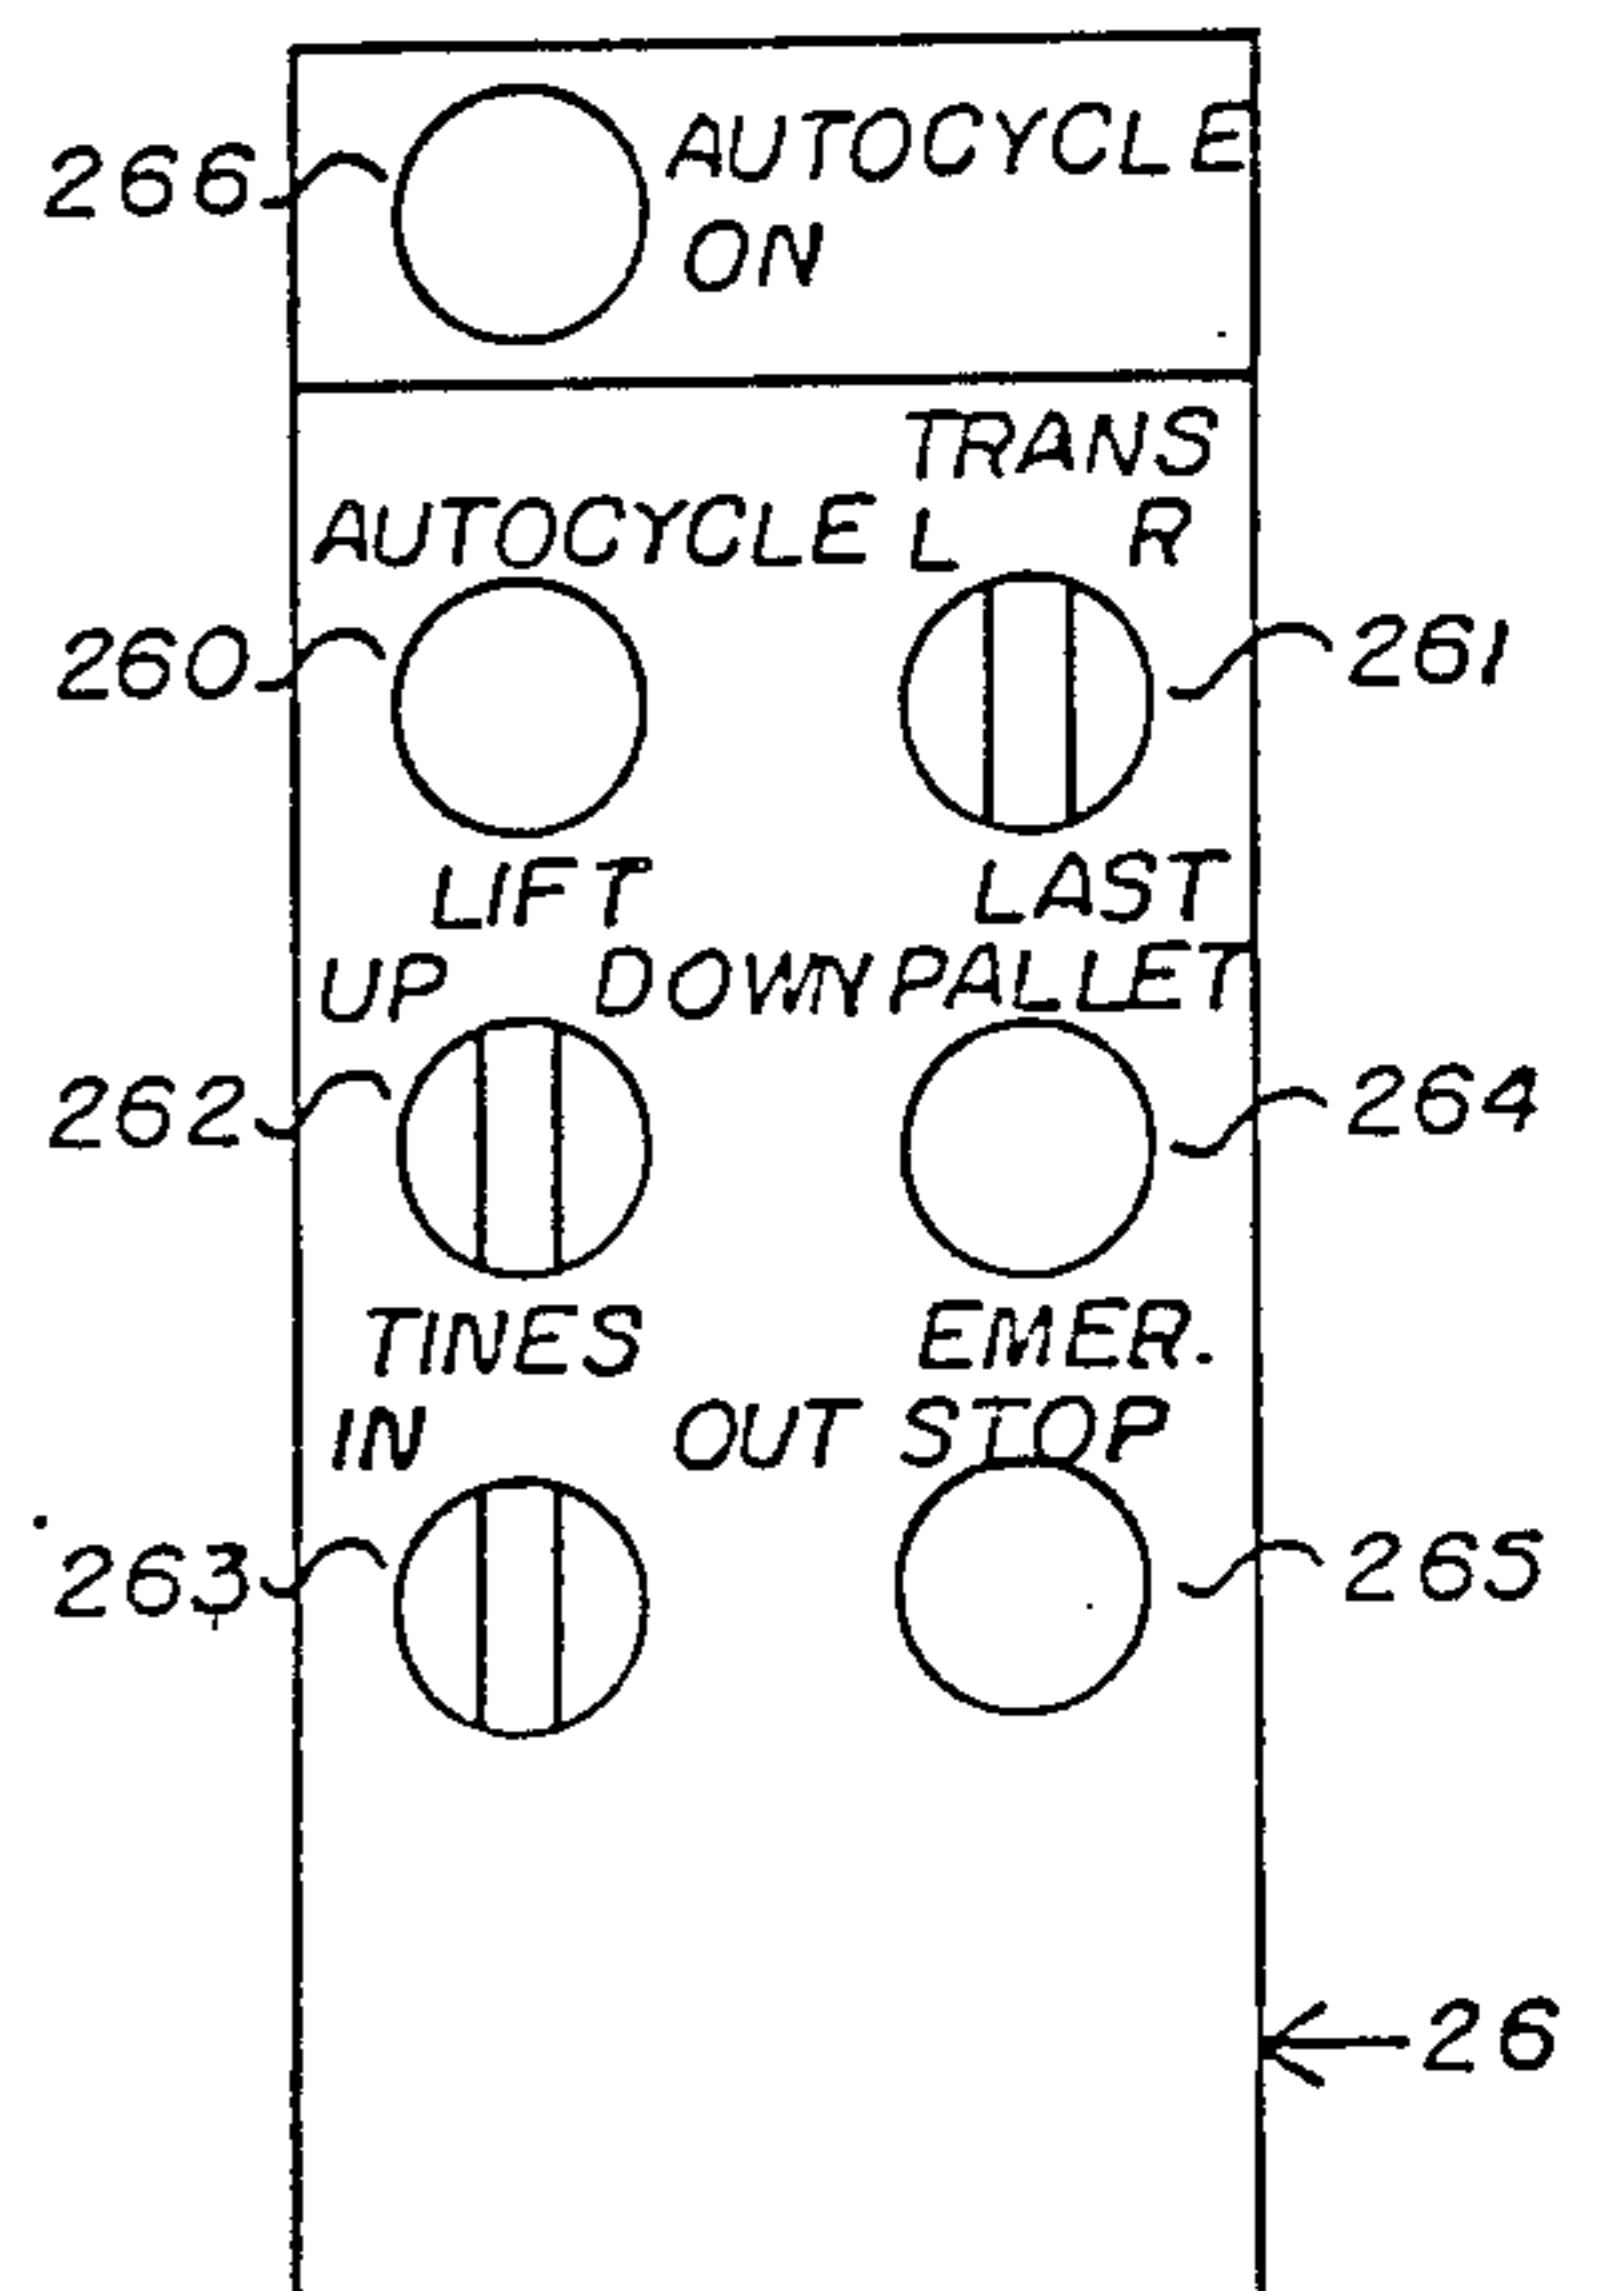 AUTOCYCLE
266
ON
TRANS
AUTOCYCLE L R
260
261
LIFT LAST
UP DOWN PALLET
262
264
TINES EMER.
IN OUT STOP
263
265
26